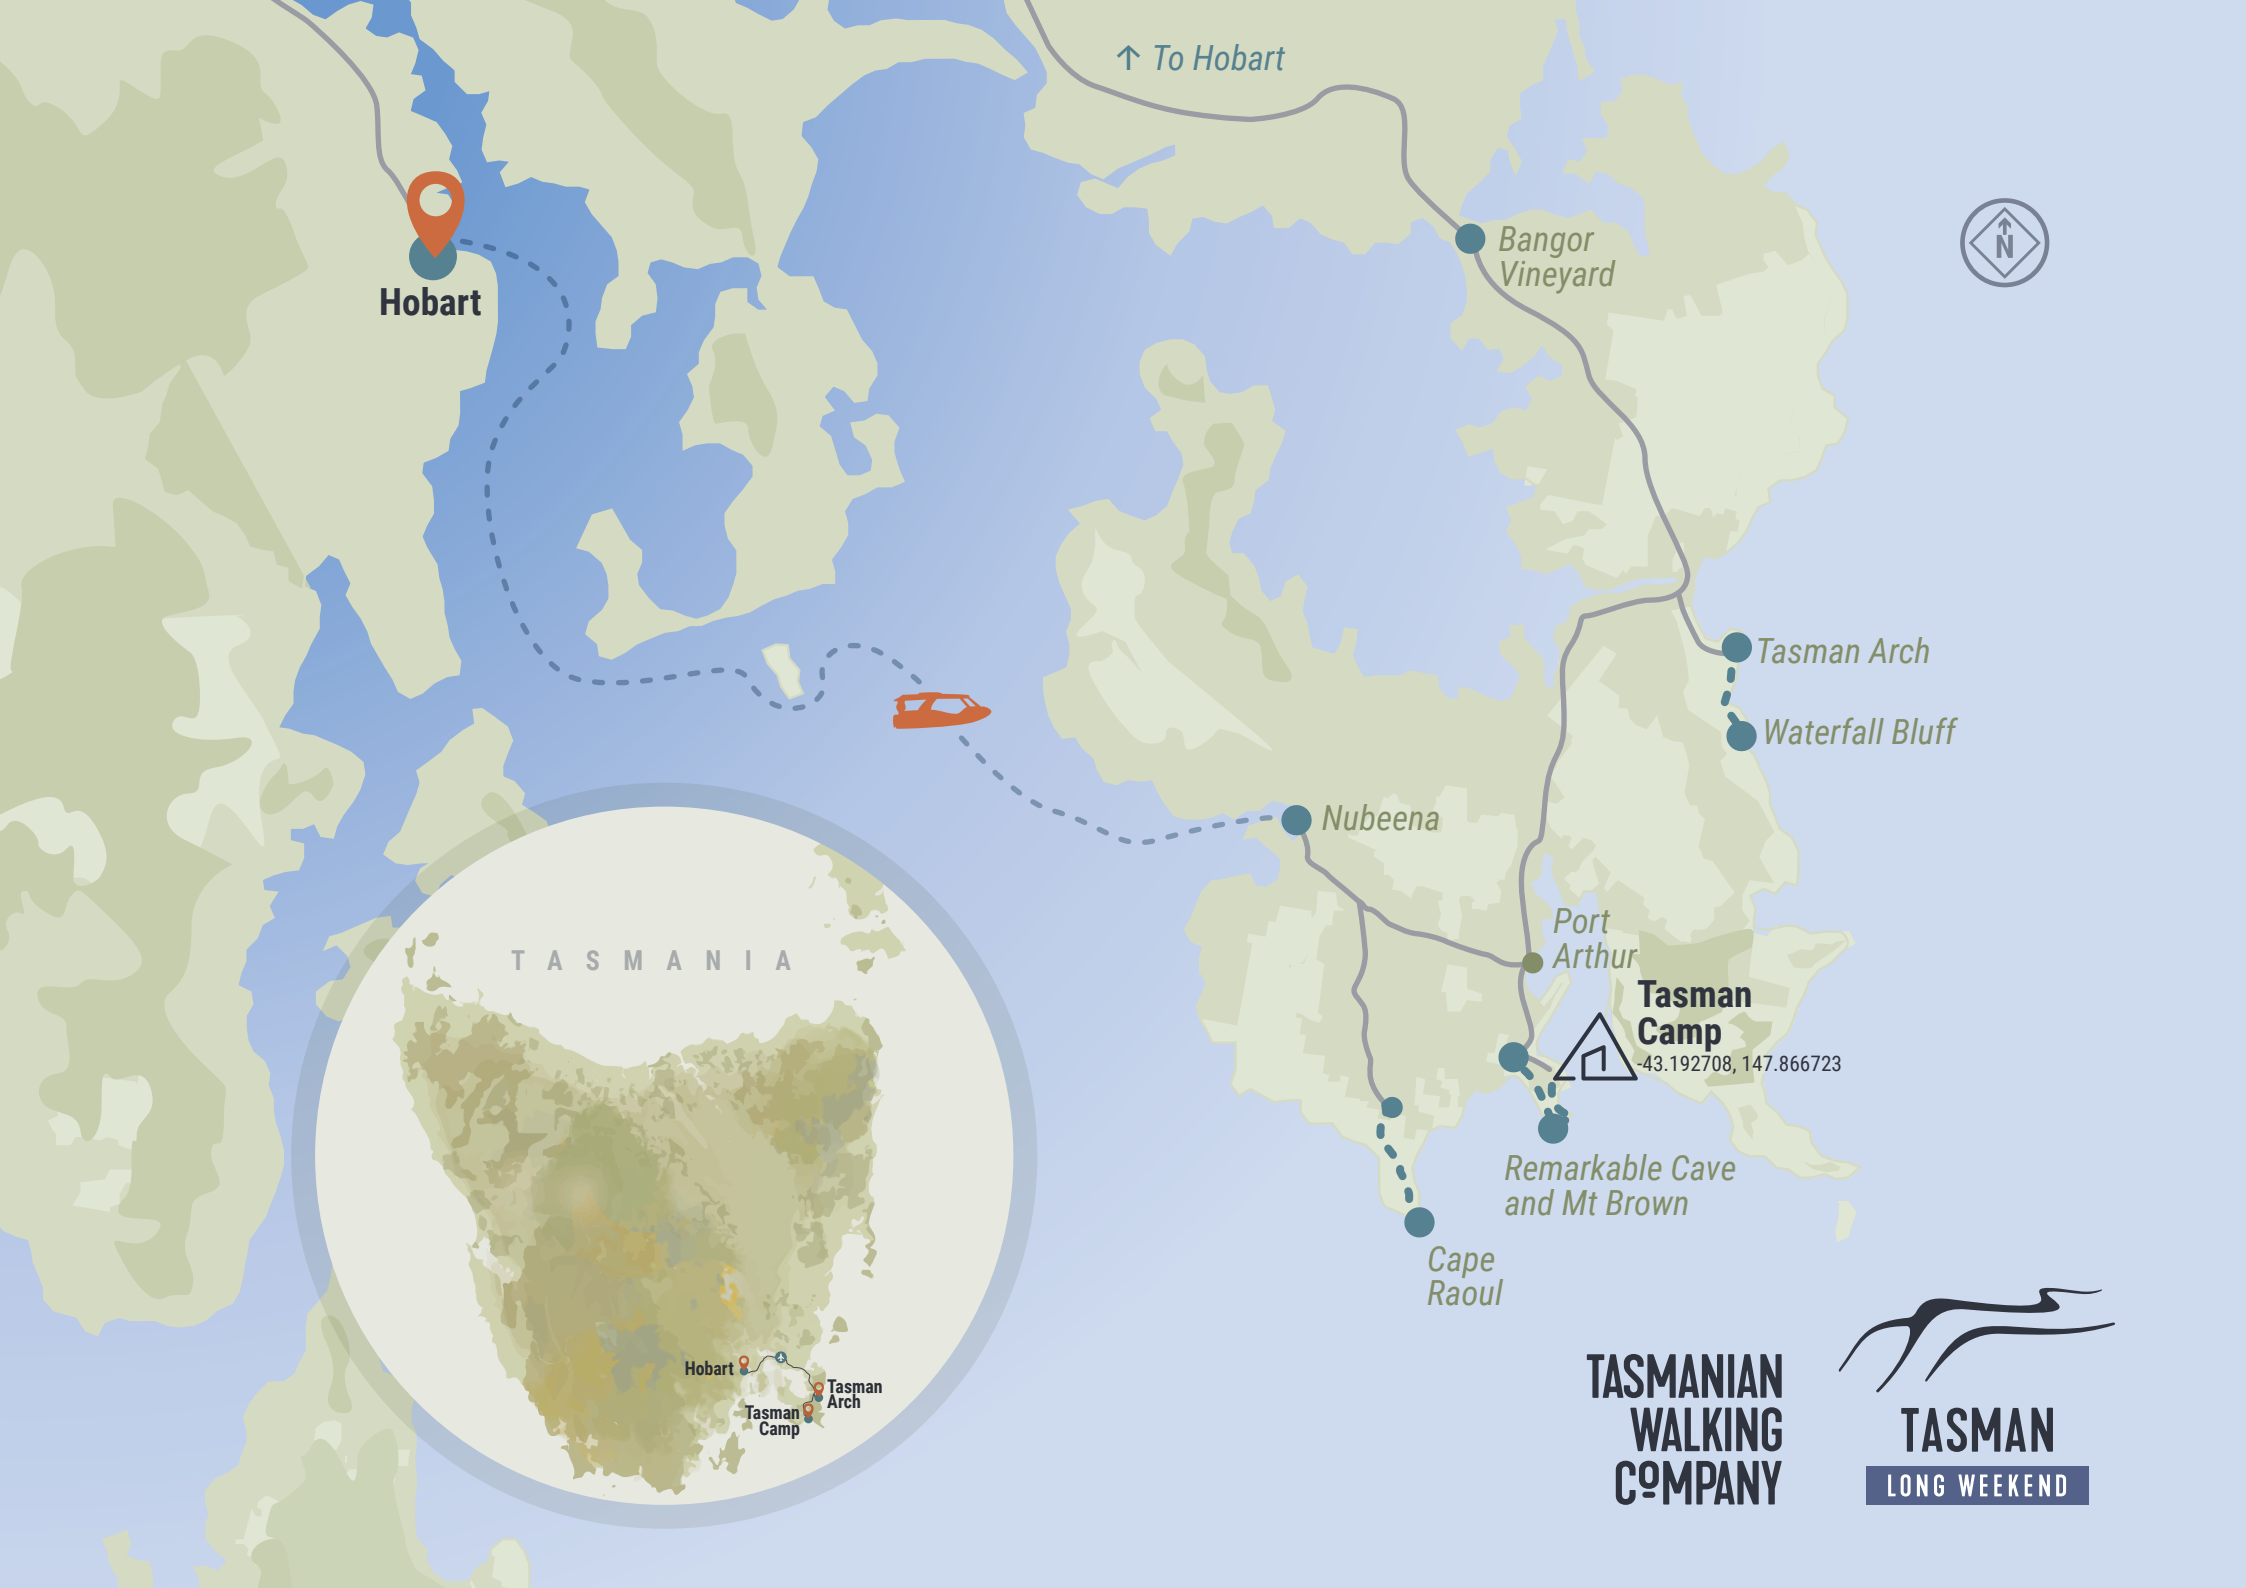 ↑ To Hobart
Bangor
Vineyard
N
Hobart
Tasman Arch
Waterfall Bluff
Nubeena
Port
Arthur
Tasman
Camp
-43.192708, 147.866723
Remarkable Cave
and Mt Brown
Cape
Raoul
TASMANIA
Hobart
Tasman
Arch
Tasman
Camp
TASMANIAN
WALKING
COMPANY
TASMAN
LONG WEEKEND